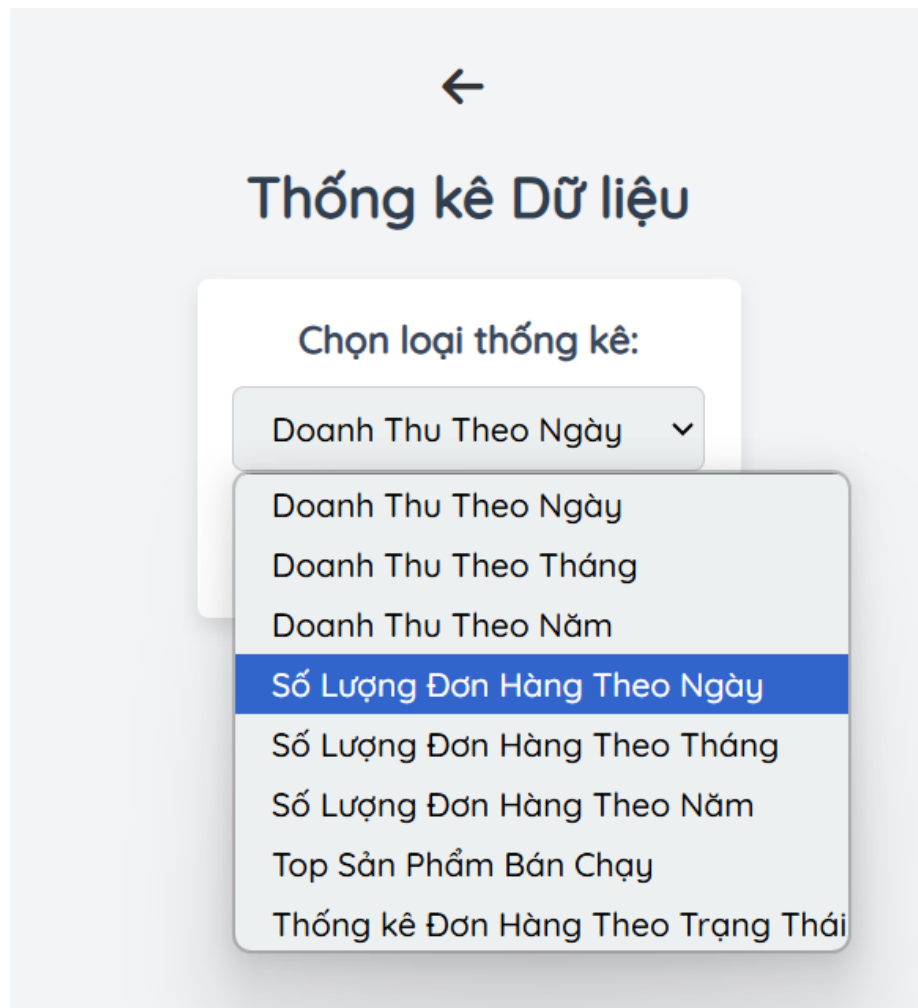 Thống kê Dữ liệu
Chọn loại thống kê:
Doanh Thu Theo Ngày
Doanh Thu Theo Ngày
Doanh Thu Theo Tháng
Doanh Thu Theo Năm
Số Lượng Đơn Hàng Theo Ngày
Số Lượng Đơn Hàng Theo Tháng
Số Lượng Đơn Hàng Theo Năm
Top Sản Phẩm Bán Chạy
Thống kê Đơn Hàng Theo Trạng Thái